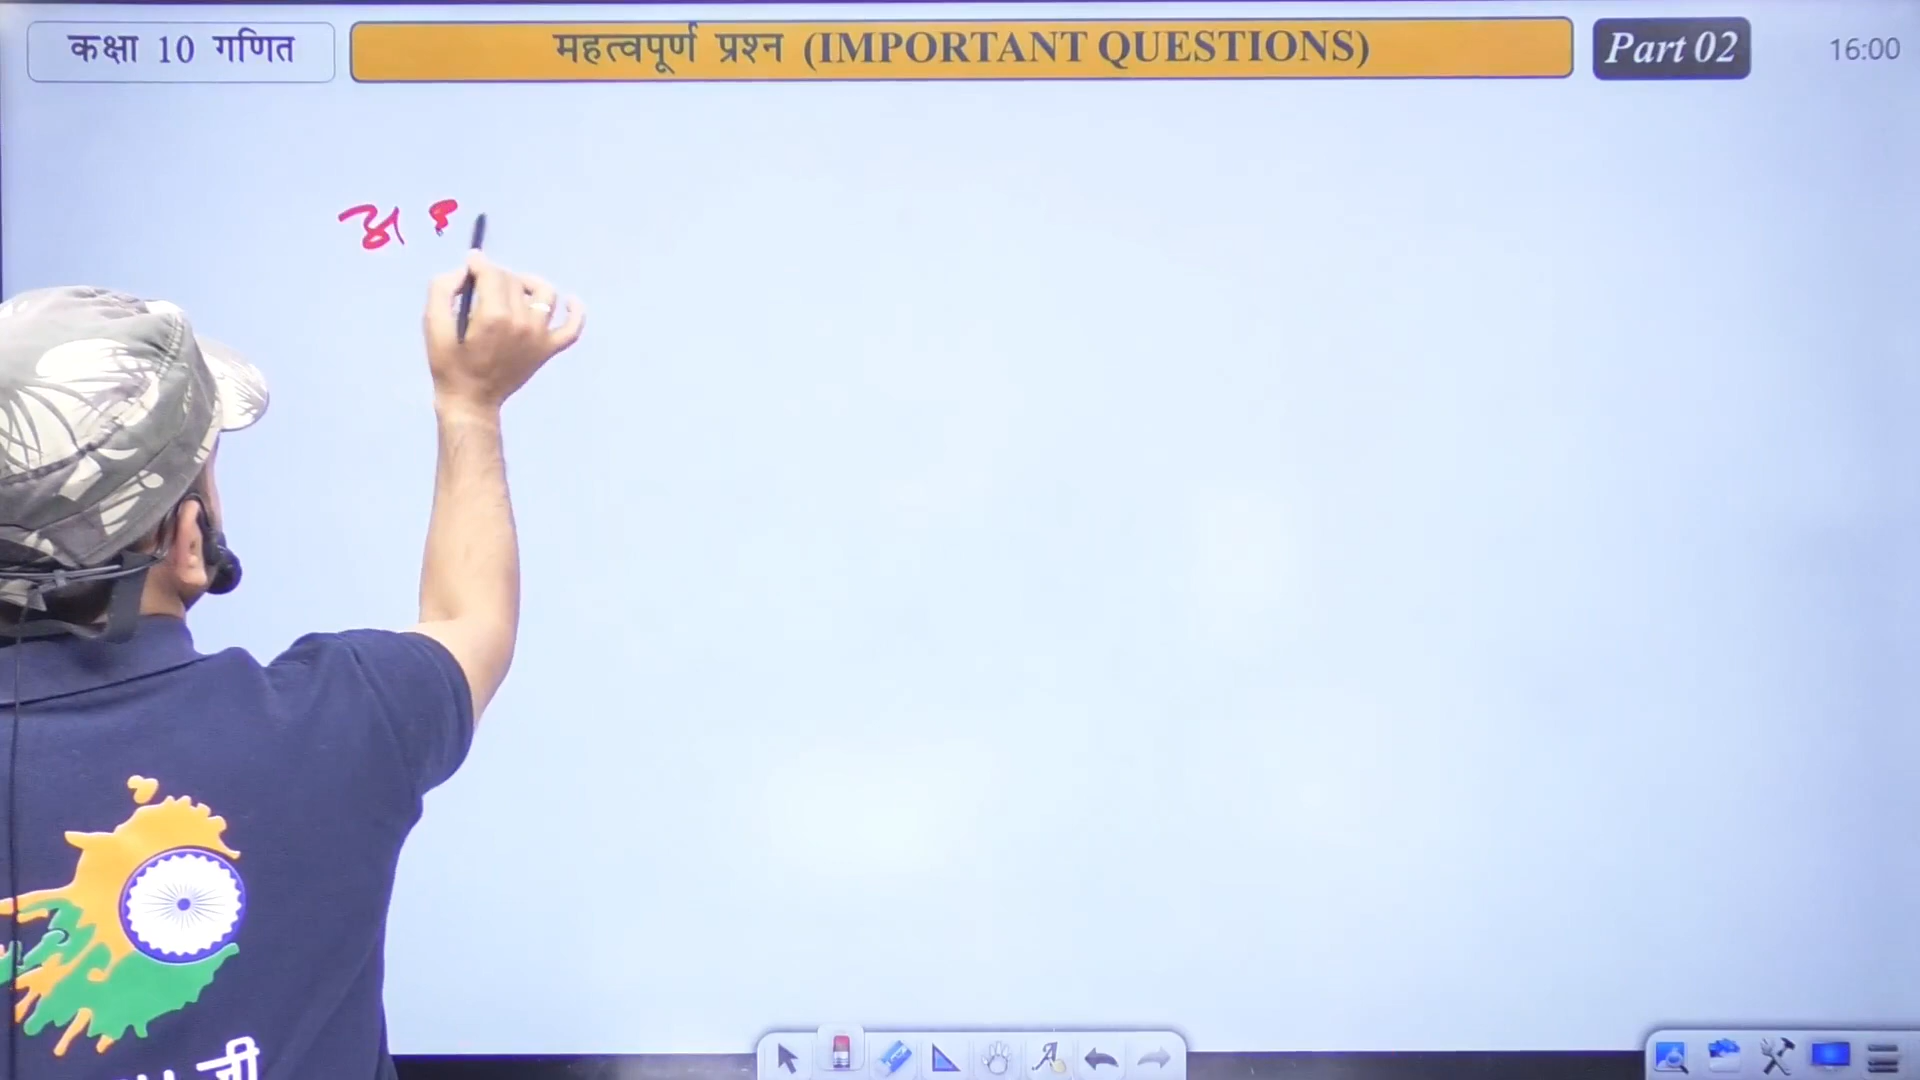 कक्षा 10 गणित
महत्वपूर्ण प्रश्न (IMPORTANT QUESTIONS)
Part 02
16:00
जी